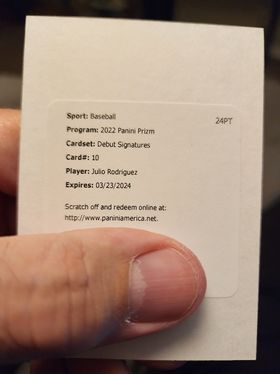 Sport: Baseball
24PT
Program: 2022 Panini Prizm
Cardset: Debut Signatures
Card#: 10
Player: Julio Rodriguez
Expires: 03/23/2024
Scratch off and redeem online at:
http://www.paniniamerica.net.